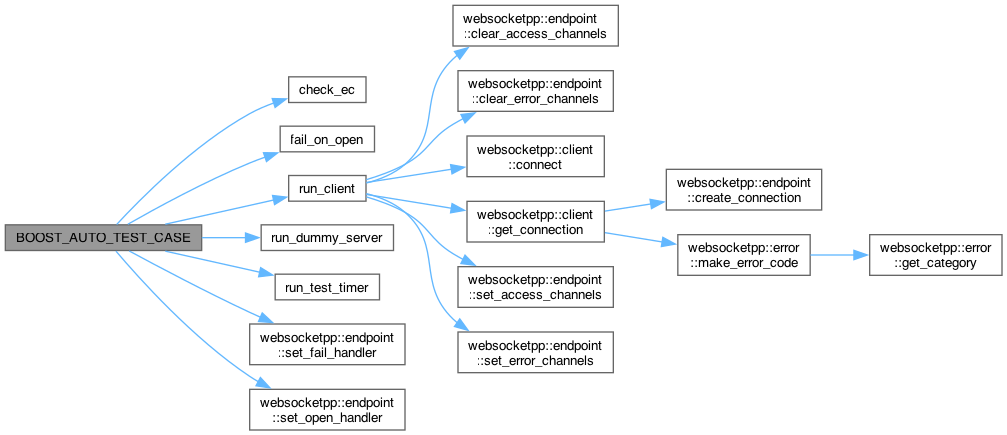 BOOST_AUTO_TEST_CASE
check_ec
fail_on_open
run_client
run_dummy_server
run_test_timer
websocketpp::endpoint
::set_fail_handler
websocketpp::endpoint
::set_open_handler
websocketpp::endpoint
::clear_access_channels
websocketpp::endpoint
::clear_error_channels
websocketpp::client
::connect
websocketpp::client
::get_connection
websocketpp::endpoint
::set_access_channels
websocketpp::endpoint
::set_error_channels
websocketpp::endpoint
::create_connection
websocketpp::error
::make_error_code
websocketpp::error
::get_category